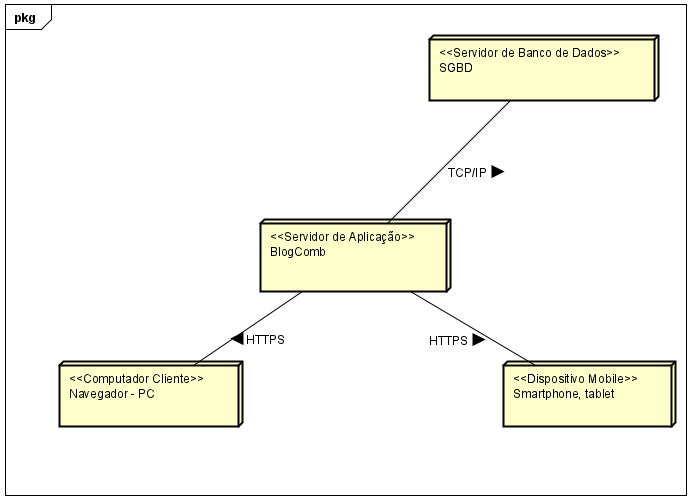 pkg
<<Servidor de Banco de Dados>>
SGBD
TCP/IP
<<Servidor de Aplicação>>
BlogComb
HTTPS
HTTPS
<<Computador Cliente>>
Navegador - PC
<<Dispositivo Mobile>>
Smartphone, tablet